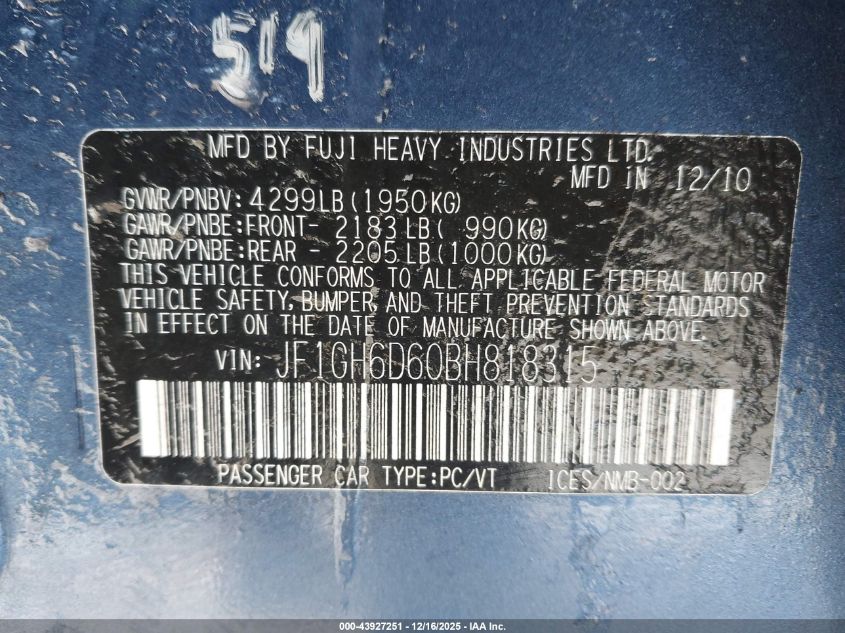 519
MFD BY FUJI HEAVY INDUSTRIES LTD.
MFD IN 12/10
GVWR/PNBV: 4299LB(1950KG)
GAWR/PNBE:FRONT- 2183LB( 990KG)
GAWR/PNBE:REAR - 2205LB(1000KG)
THIS VEHICLE CONFORMS TO ALL APPLICABLE FEDERAL MOTOR
VEHICLE SAFETY, BUMPER, AND THEFT PREVENTION STANDARDS
IN EFFECT ON THE DATE OF MANUFACTURE SHOWN ABOVE.
VIN: JF1GH6D60BH818315
PASSENGER CAR TYPE:PC/VT ICES/NMB-002
000-43927251 - 12/16/2025 - IAA Inc.